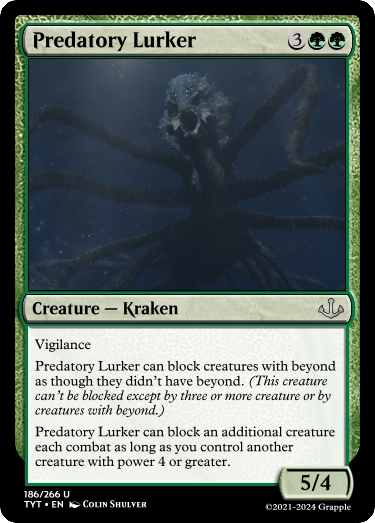 Predatory Lurker 3
Creature — Kraken
Vigilance
Predatory Lurker can block creatures with beyond
as though they didn't have beyond. (This creature
can't be blocked except by three or more creature or by
creatures with beyond.)
Predatory Lurker can block an additional creature
each combat as long as you control another
creature with power 4 or greater.
5/4
186/266 U
TYT • EN Colin Shulver
©2021-2024 Grapple